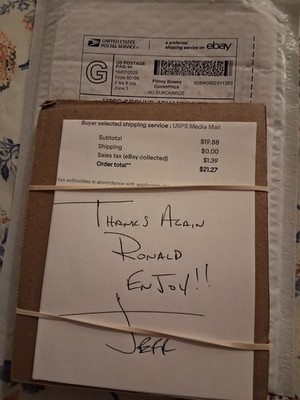 UNITED STATES
POSTAL SERVICE
a preferred
shipping service on ebay
G
US POSTAGE
PAID IMI
Pitney Bowes
ComPrice
NO SURCHARGE
Buyer selected shipping service : USPS Media Mail
Subtotal $19.88
Shipping $0.00
Sales tax (eBay collected) $1.39
Order total** $21.27
THANKS AGAIN
RONALD
ENJOY!!
JEFF